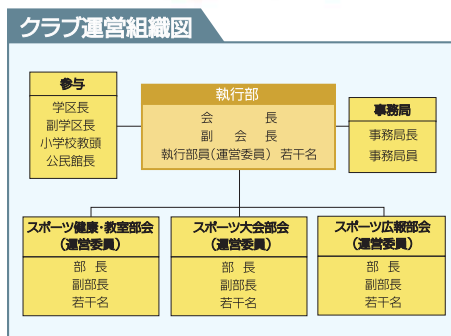 クラブ運営組織図
参与
学区長
副学区長
小学校教頭
公民館長
執行部
会長
副会長
執行部員(運営委員) 若干名
事務局
事務局長
事務局員
スポーツ健康・教室部会
(運営委員)
部長
副部長
若干名
スポーツ大会部会
(運営委員)
部長
副部長
若干名
スポーツ広報部会
(運営委員)
部長
副部長
若干名